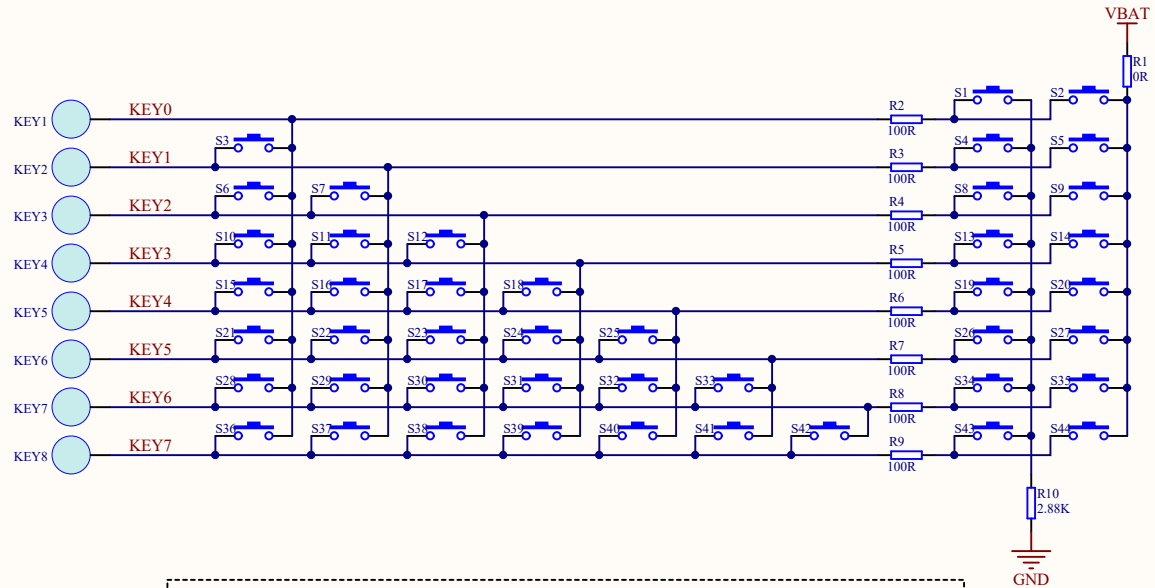 VBAT
R1
0R
KEY1 KEY0 R2 100R S1 S2
S3
KEY2 KEY1 R3 100R S4 S5
S6 S7
KEY3 KEY2 R4 100R S8 S9
S10 S11 S12
KEY4 KEY3 R5 100R S13 S14
S15 S16 S17 S18
KEY5 KEY4 R6 100R S19 S20
S21 S22 S23 S24 S25
KEY6 KEY5 R7 100R S26 S27
S28 S29 S30 S31 S32 S33
KEY7 KEY6 R8 100R S34 S35
S36 S37 S38 S39 S40 S41 S42
KEY8 KEY7 R9 100R S43 S44
R10
2.88K
GND